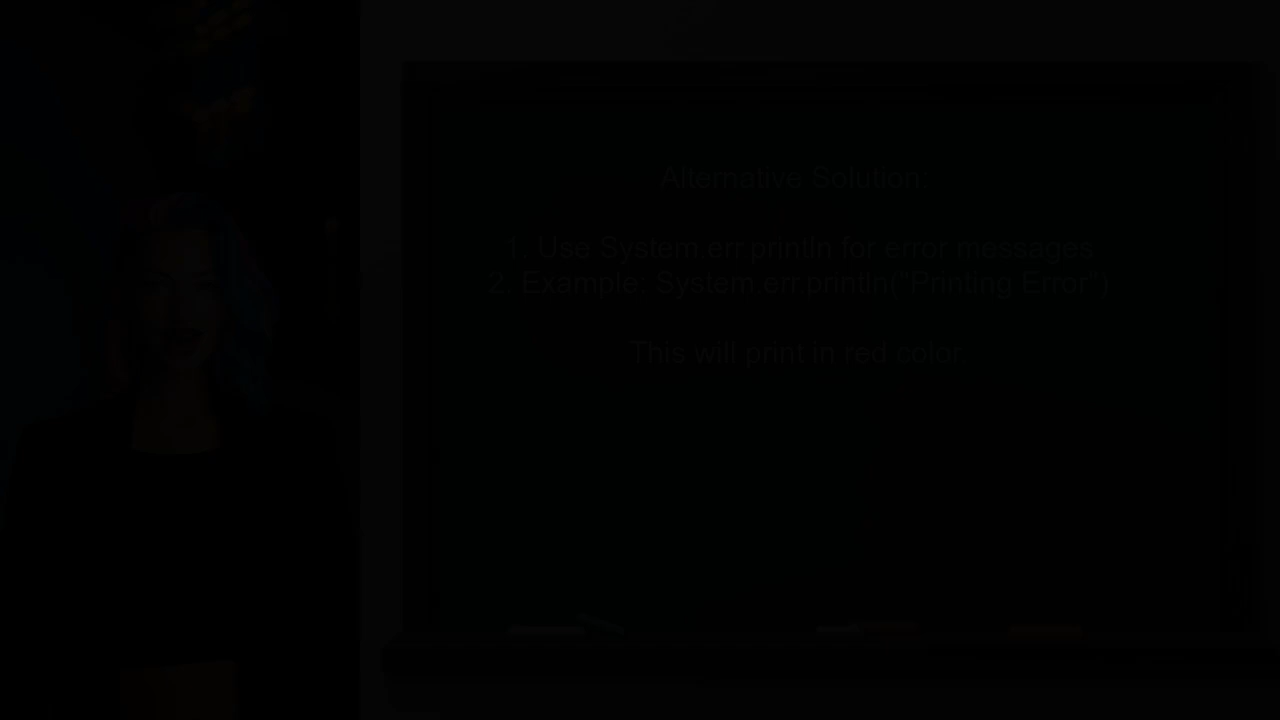 Alternative Solution:
1. Use System.err.println for error messages
2. Example: System.err.println("Printing Error")
This will print in red color.